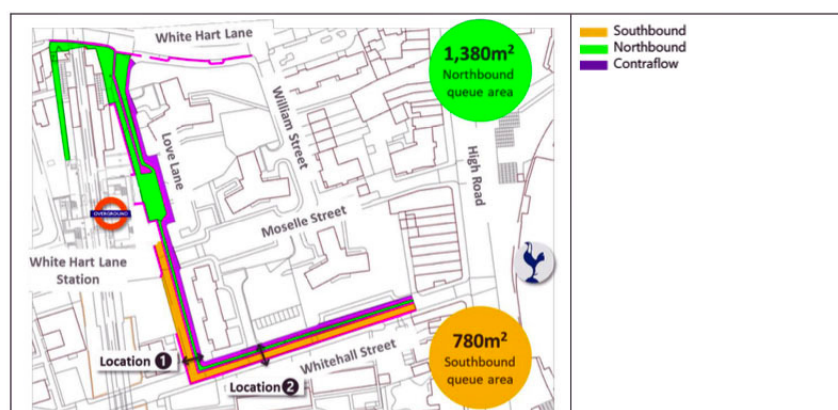 White Hart Lane
1,380m²
Northbound
queue area
William Street
Love Lane
High Road
Moselle Street
OVERGROUND
White Hart Lane
Station
Location 1
Location 2
Whitehall Street
780m²
Southbound
queue area
Southbound
Northbound
Contraflow